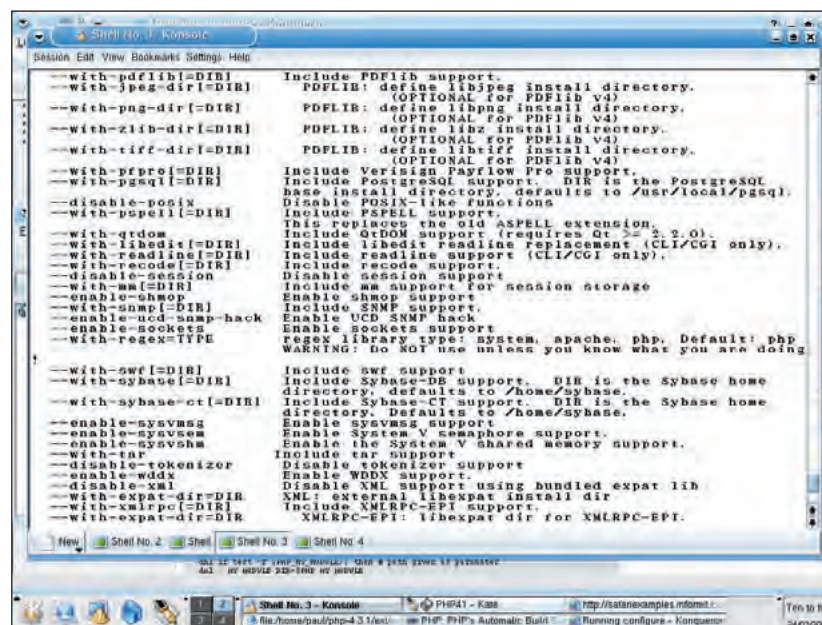 Shell No. 3 - Konsole
Session Edit View Bookmarks Settings Help
--with-pdflib[=DIR] Include PDFlib support.
--with-jpeg-dir[=DIR] PDFLIB: define libjpeg install directory.
(OPTIONAL for PDFlib v4)
--with-png-dir[=DIR] PDFLIB: define libpng install directory.
(OPTIONAL for PDFlib v4)
--with-zlib-dir[=DIR] PDFLIB: define libz install directory.
(OPTIONAL for PDFlib v4)
--with-tiff-dir[=DIR] PDFLIB: define libtiff install directory.
(OPTIONAL for PDFlib v4)
--with-pfpro[=DIR] Include Verisign Payflow Pro support.
--with-pgsql[=DIR] Include PostgreSQL support. DIR is the PostgreSQL
base install directory, defaults to /usr/local/pgsql.
--disable-posix Disable POSIX-like functions
--with-pspell[=DIR] Include PSPELL support.
This replaces the old ASPELL extension.
--with-qtdom Include QtDOM support (requires Qt >= 2.2.0).
--with-libedit[=DIR] Include libedit readline replacement (CLI/CGI only).
--with-readline[=DIR] Include readline support (CLI/CGI only).
--with-recode[=DIR] Include recode support.
--disable-session Disable session support
--with-mm[=DIR] Include mm support for session storage
--enable-shmop Enable shmop support
--with-snmp[=DIR] Include SNMP support.
--enable-ucd-snmp-hack Enable UCD SNMP hack
--enable-sockets Enable sockets support
--with-regex=TYPE regex library type: system, apache, php. Default: php
WARNING: Do NOT use unless you know what you are doing
!
--with-swf[=DIR] Include swf support
--with-sybase[=DIR] Include Sybase-DB support. DIR is the Sybase home
directory, defaults to /home/sybase.
--with-sybase-ct[=DIR] Include Sybase-CT support. DIR is the Sybase home
directory. Defaults to /home/sybase.
--enable-sysvmsg Enable sysvmsg support
--enable-sysvsem Enable System V semaphore support.
--enable-sysvshm Enable the System V shared memory support.
--with-tar Include tar support
--disable-tokenizer Disable tokenizer support
--enable-wddx Enable WDDX support.
--disable-xml Disable XML support using bundled expat lib
--with-expat-dir=DIR XML: external libexpat install dir
--with-xmlrpc[=DIR] Include XMLRPC-EPI support.
--with-expat-dir=DIR XMLRPC-EPI: libexpat dir for XMLRPC-EPI.
New Shell No. 2 Shell Shell No. 3 Shell No. 4
1 2 Shell No. 3 - Konsole PHP41 - Kate http://safariexamples.informit.c
3 4 file:/home/paul/php-4.3.1/ext/ PHP: PHP's Automatic Build Running configure - Konqueror
Ten to